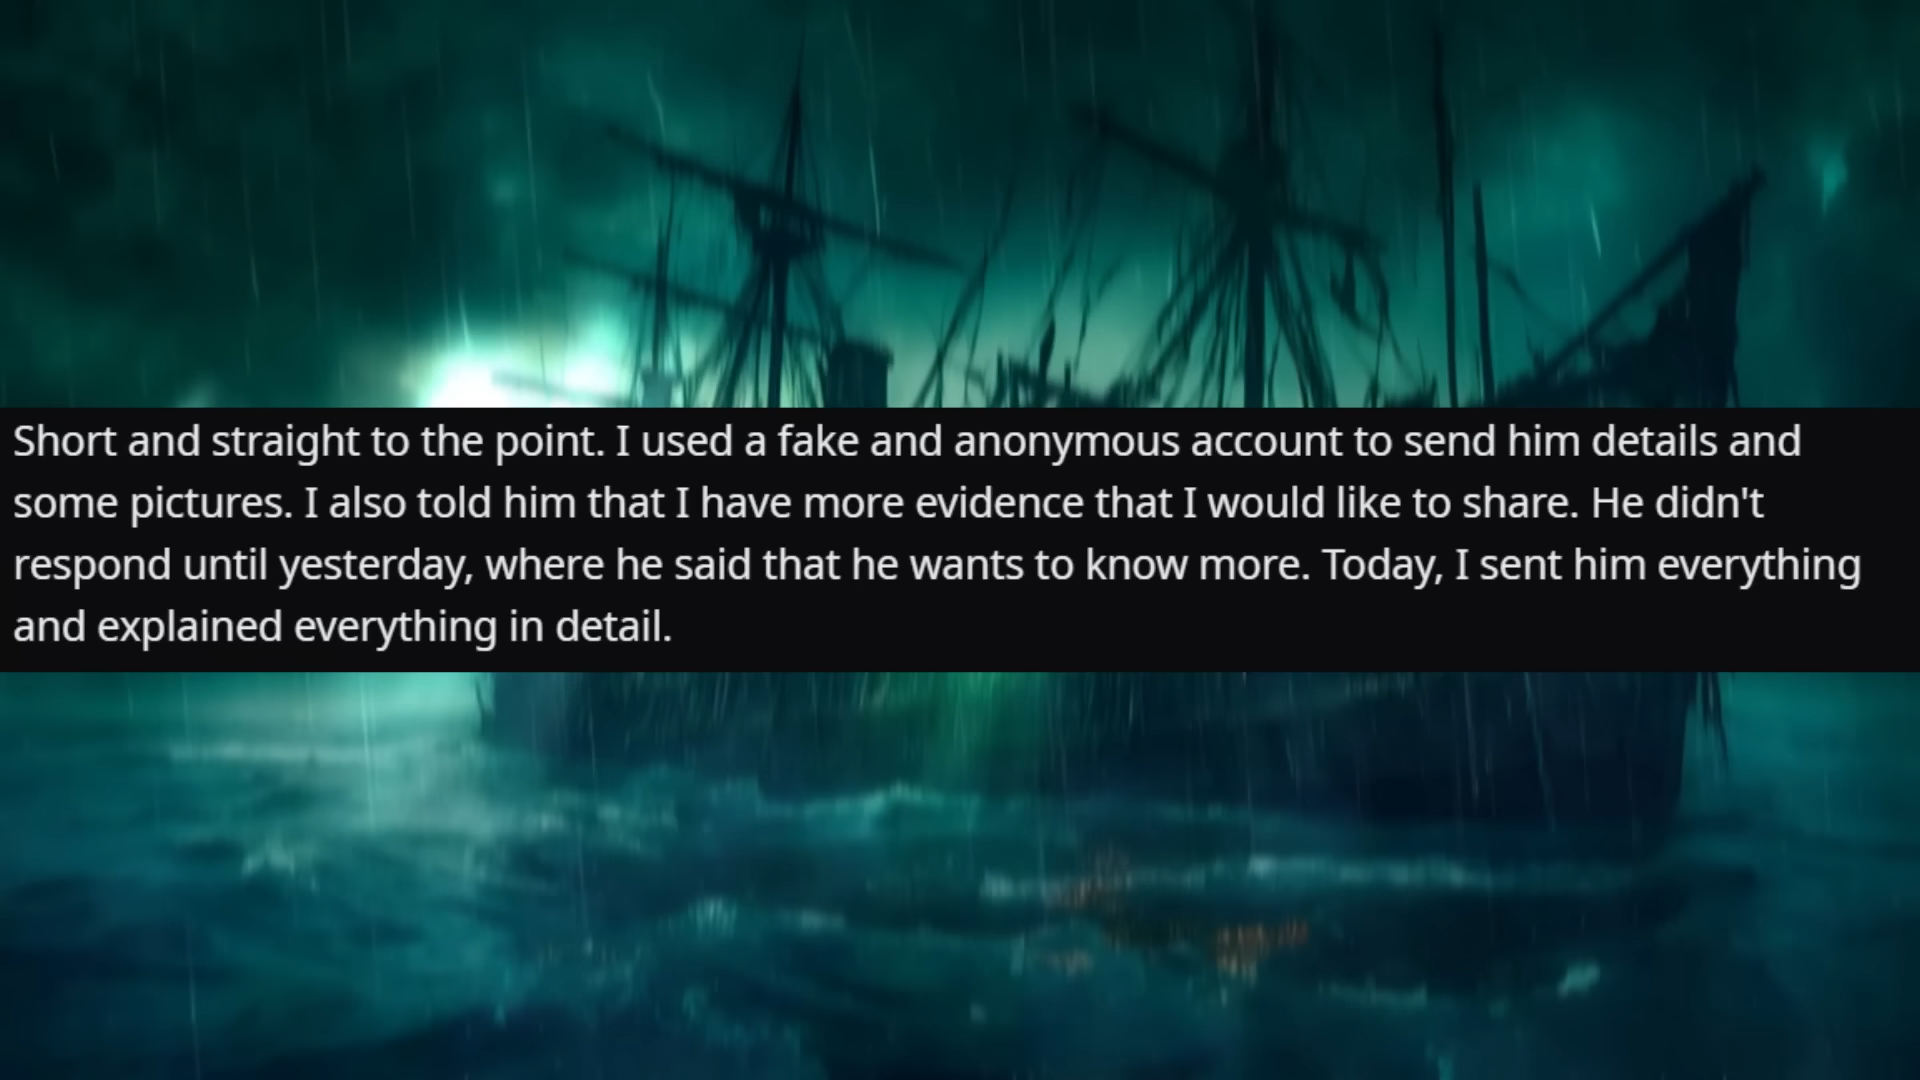 Short and straight to the point. I used a fake and anonymous account to send him details and
some pictures. I also told him that I have more evidence that I would like to share. He didn't
respond until yesterday, where he said that he wants to know more. Today, I sent him everything
and explained everything in detail.